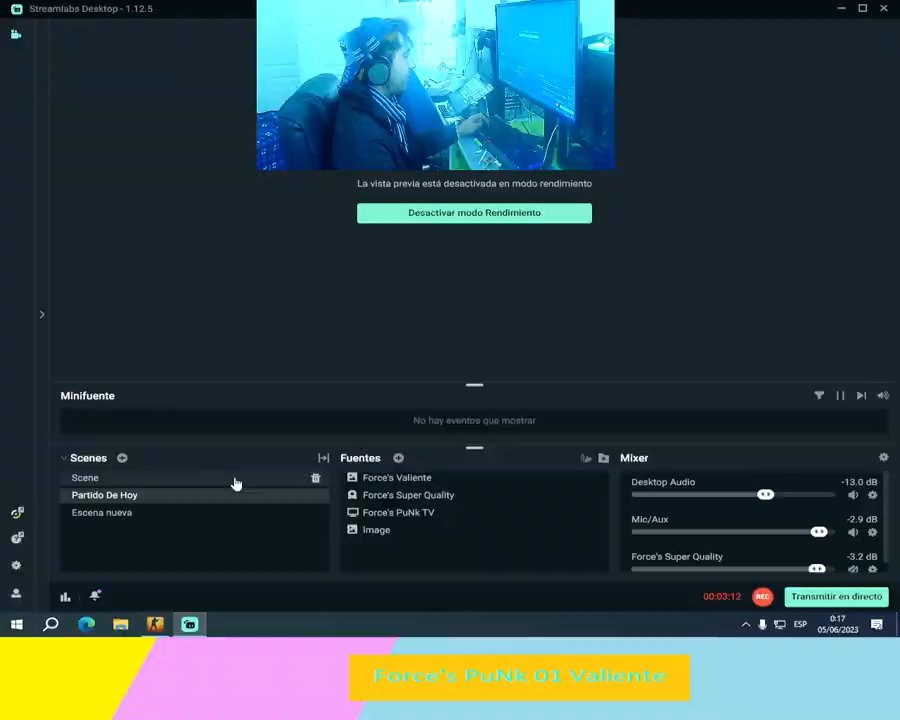 Streamlabs Desktop - 1.12.5
La vista previa está desactivada en modo rendimiento
Desactivar modo Rendimiento
Minifuente
No hay eventos que mostrar
Scenes
Scene
Partido De Hoy
Escena nueva
Fuentes
Force's Valiente
Force's Super Quality
Force's PuNk TV
Image
Mixer
Desktop Audio -13.0 dB
Mic/Aux -2.9 dB
Force's Super Quality -3.2 dB
00:03:12 REC Transmitir en directo
ESP
0:17
05/06/2023
Force's PuNk 01 Valiente